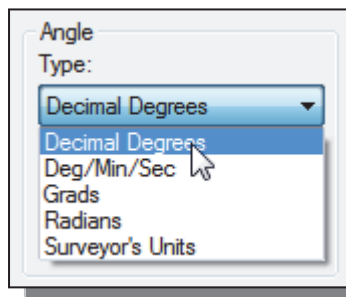 Angle
Type:
Decimal Degrees
Decimal Degrees
Deg/Min/Sec
Grads
Radians
Surveyor's Units